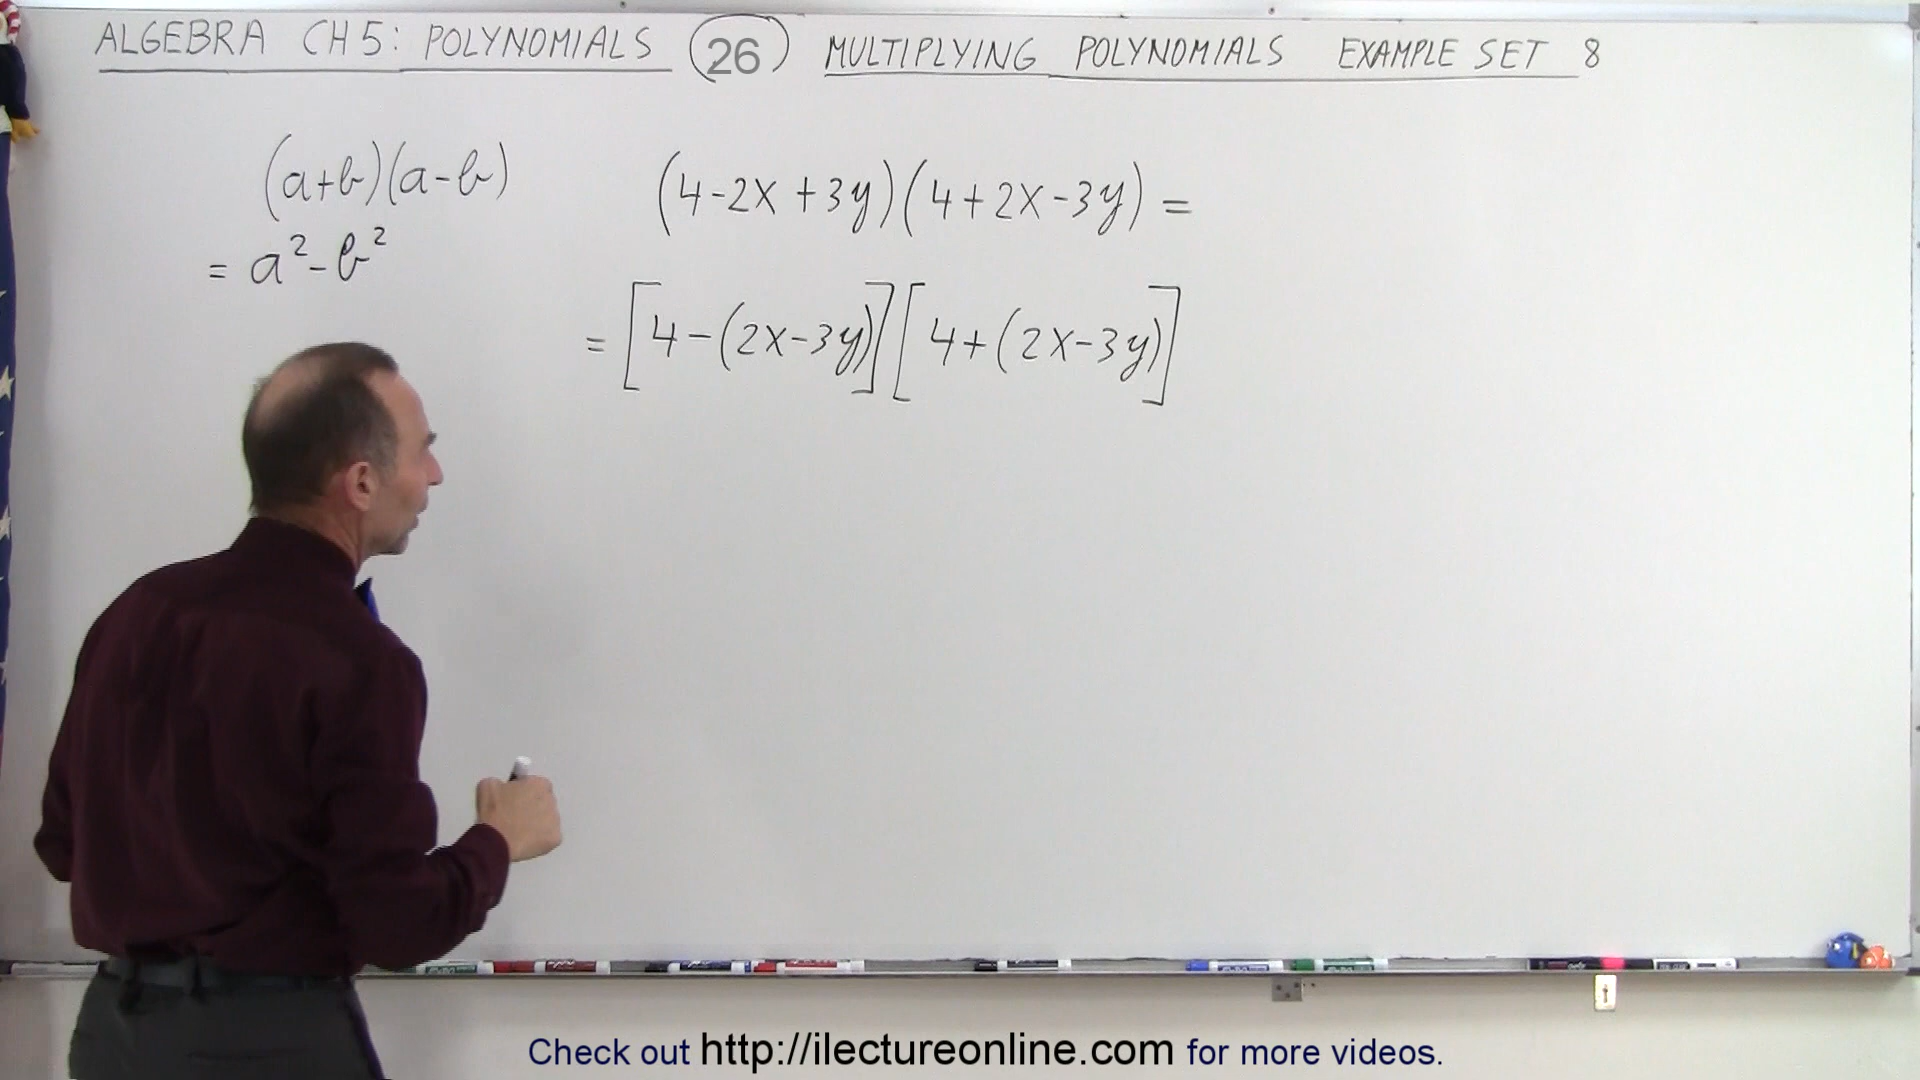 ALGEBRA CH 5: POLYNOMIALS 26 MULTIPLYING POLYNOMIALS EXAMPLE SET 8
(a+b)(a-b)
= a²-b²
(4-2x+3y)(4+2x-3y) =
= [4-(2x-3y)][4+(2x-3y)]
Check out http://ilectureonline.com for more videos.